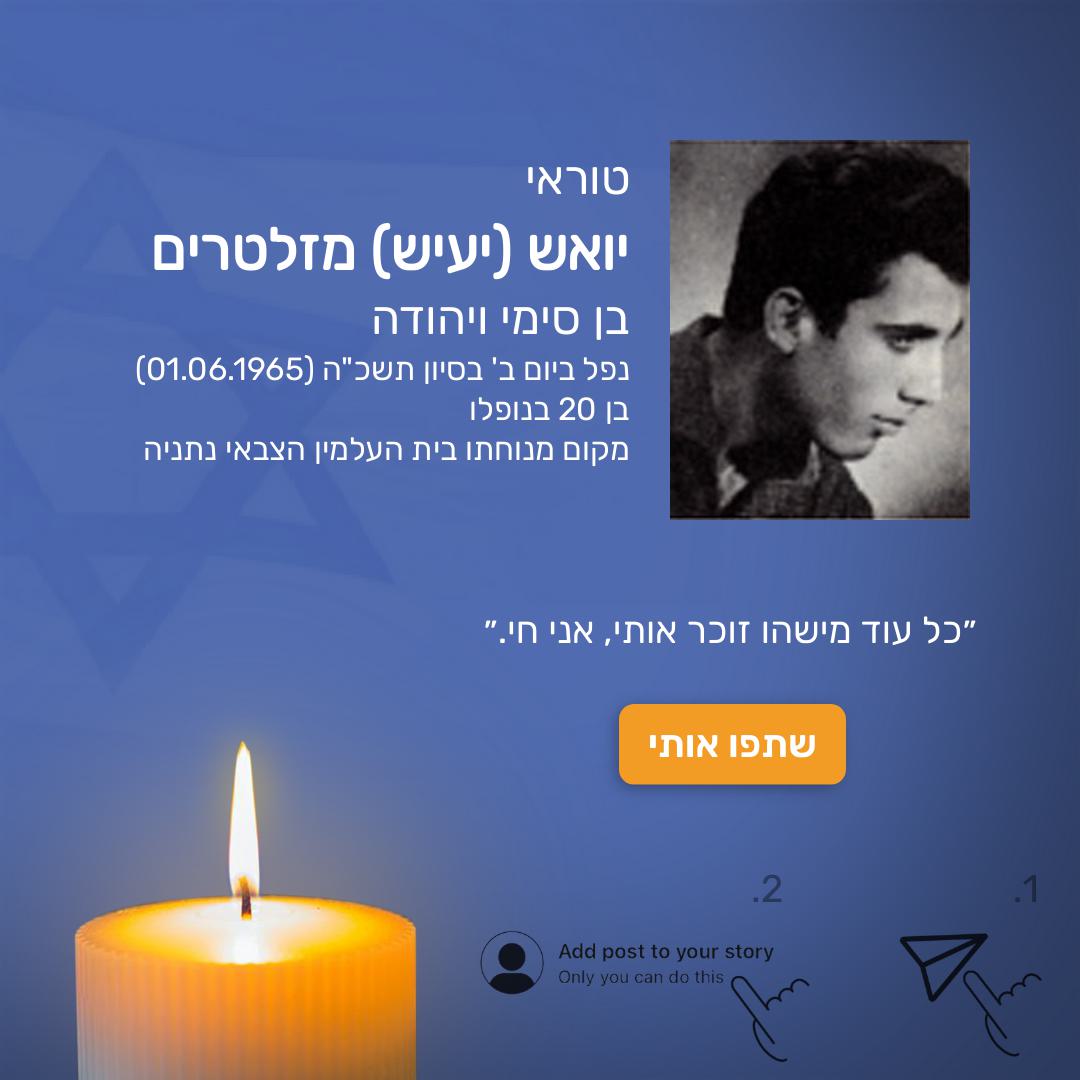 טוראי
יואש (יעיש) מזלטרים
בן סימי ויהודה
נפל ביום ב' בסיון תשכ"ה (01.06.1965)
בן 20 בנופלו
מקום מנוחתו בית העלמין הצבאי נתניה
״כל עוד מישהו זוכר אותי, אני חי.״
שתפו אותי
1.
2.
Add post to your story
Only you can do this